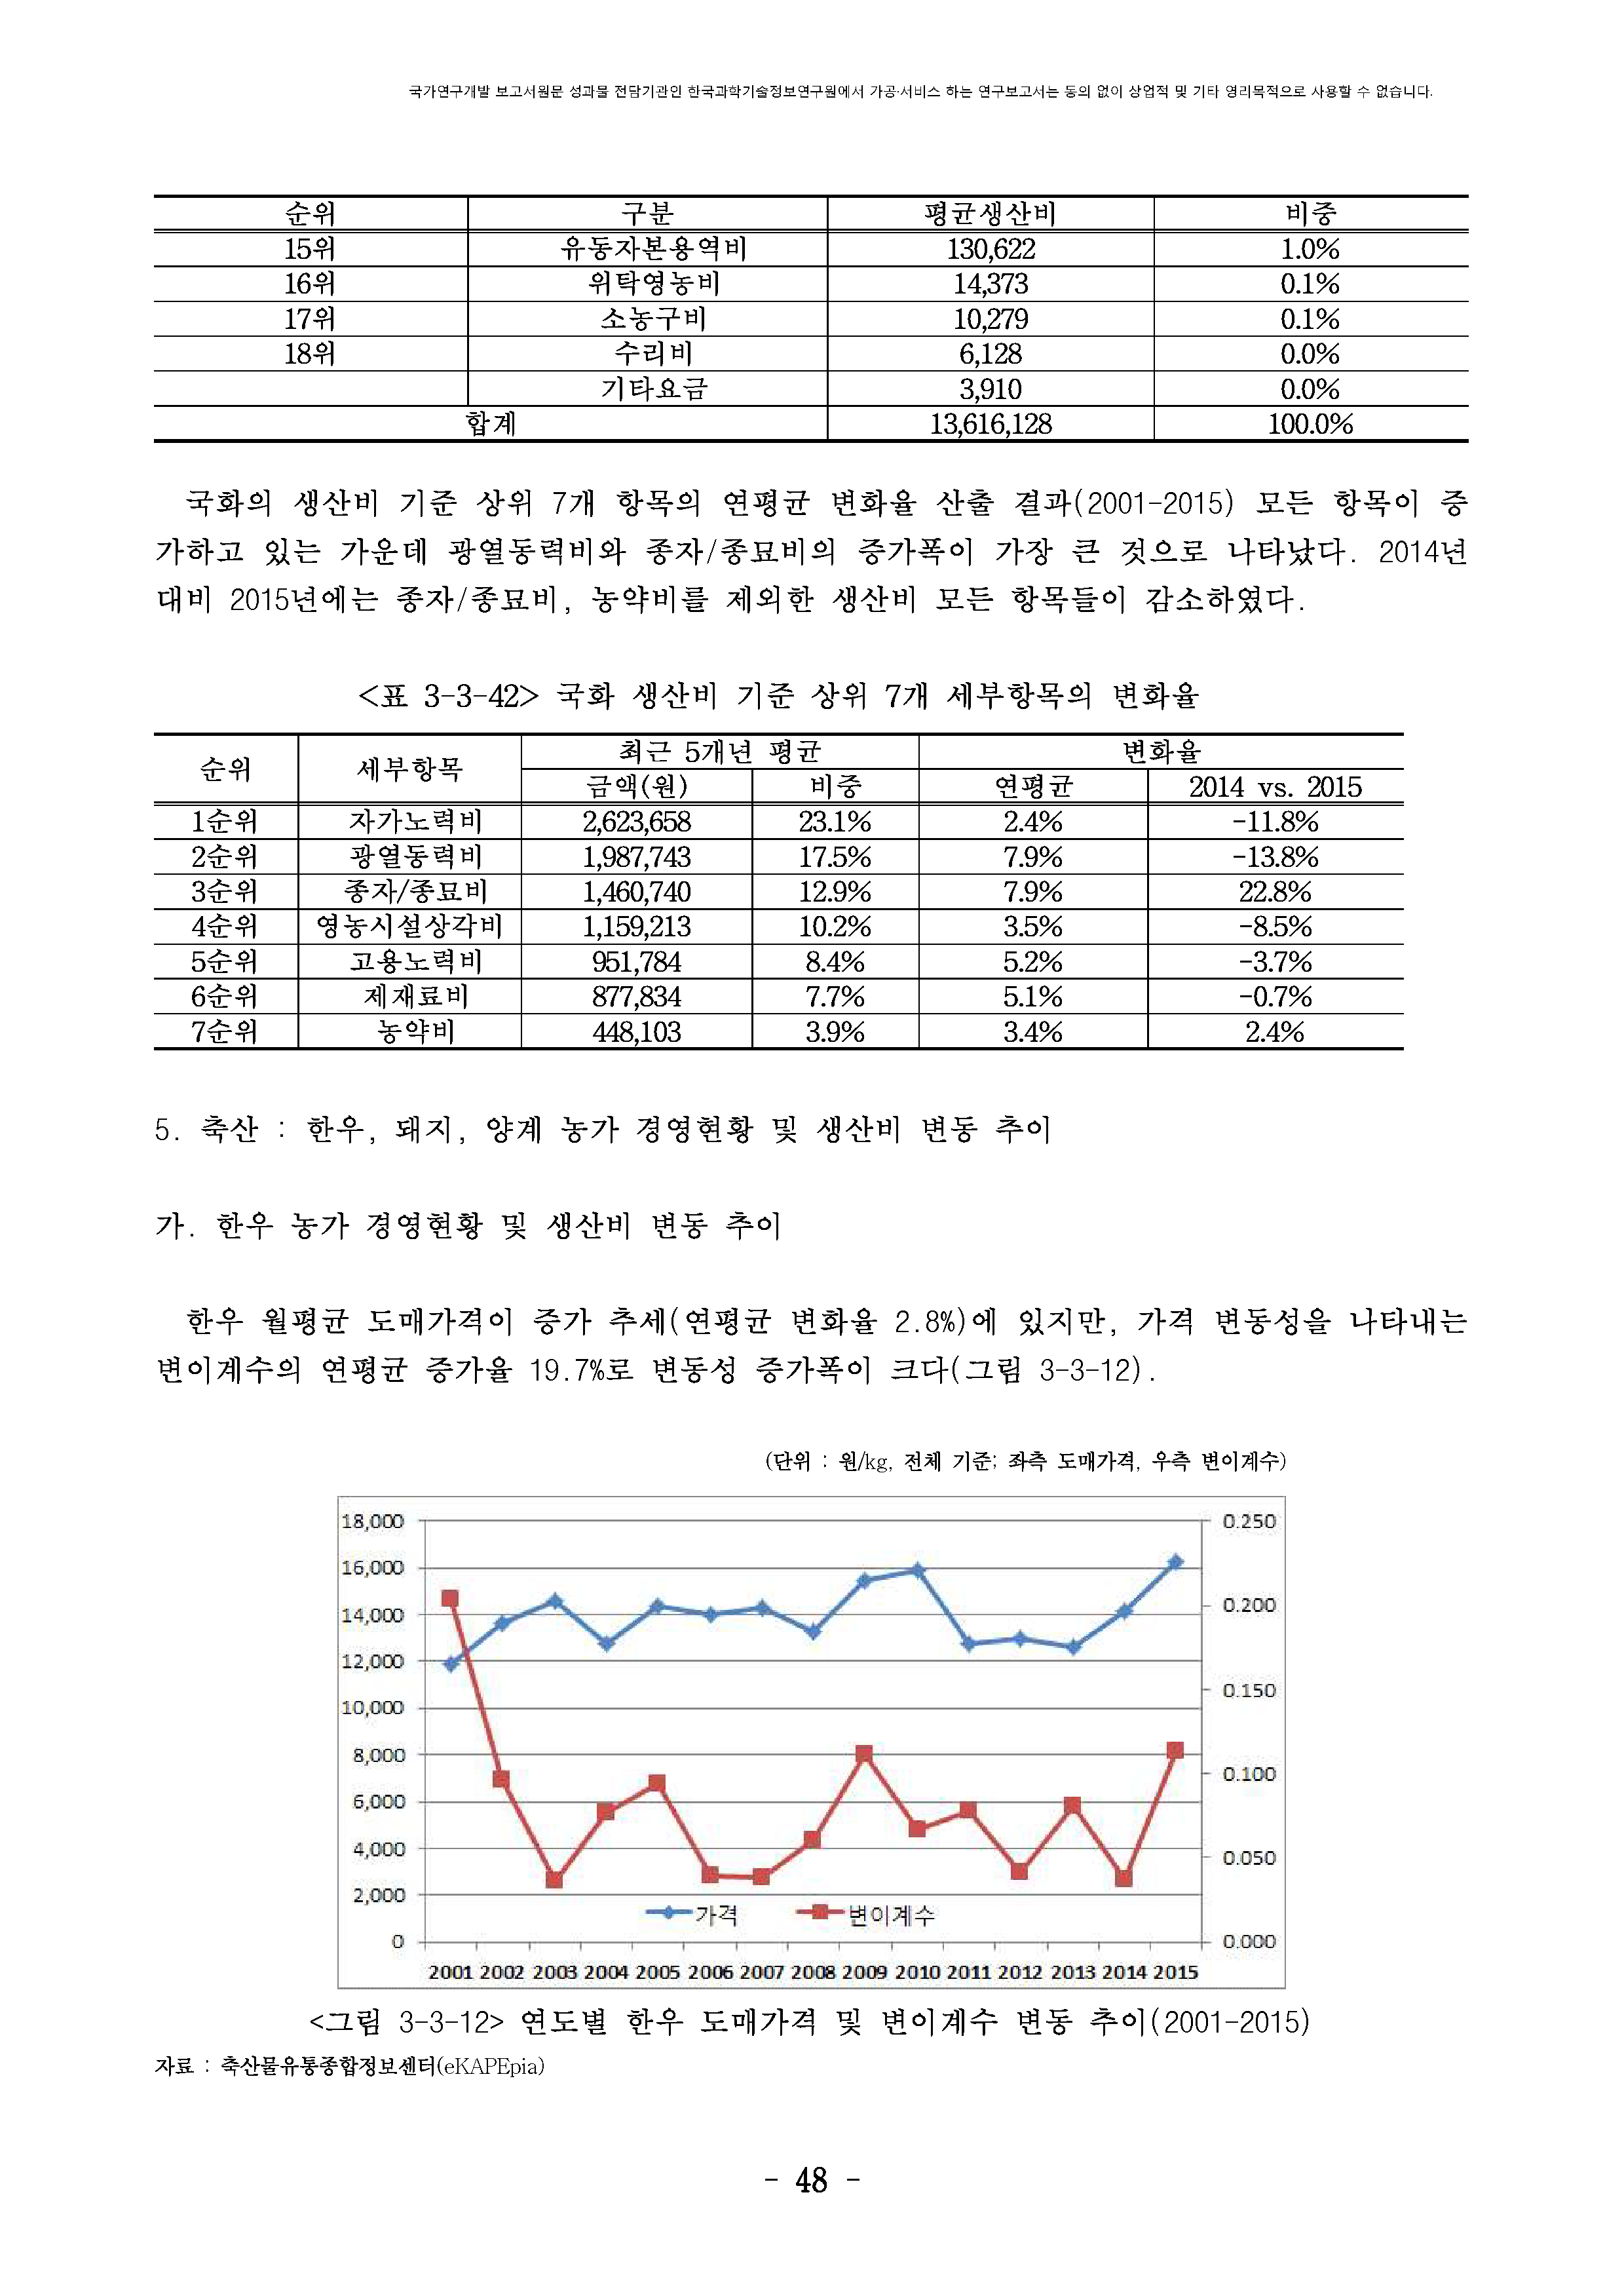 국가연구개발 보고서원문 성과물 전담기관인 한국과학기술정보연구원에서 가공·서비스 하는 연구보고서는 동의 없이 상업적 및 기타 영리목적으로 사용할 수 없습니다.
순위 구분 평균생산비 비중
15위 유동자본용역비 130,622 1.0%
16위 위탁영농비 14,373 0.1%
17위 소농구비 10,279 0.1%
18위 수리비 6,128 0.0%
기타요금 3,910 0.0%
합계 13,616,128 100.0%
국화의 생산비 기준 상위 7개 항목의 연평균 변화율 산출 결과(2001-2015) 모든 항목이 증
가하고 있는 가운데 광열동력비와 종자/종묘비의 증가폭이 가장 큰 것으로 나타났다. 2014년
대비 2015년에는 종자/종묘비, 농약비를 제외한 생산비 모든 항목들이 감소하였다.
<표 3-3-42> 국화 생산비 기준 상위 7개 세부항목의 변화율
순위 세부항목 최근 5개년 평균 변화율
금액(원) 비중 연평균 2014 vs. 2015
1순위 자가노력비 2,623,658 23.1% 2.4% -11.8%
2순위 광열동력비 1,987,743 17.5% 7.9% -13.8%
3순위 종자/종묘비 1,460,740 12.9% 7.9% 22.8%
4순위 영농시설상각비 1,159,213 10.2% 3.5% -8.5%
5순위 고용노력비 951,784 8.4% 5.2% -3.7%
6순위 제재료비 877,834 7.7% 5.1% -0.7%
7순위 농약비 448,103 3.9% 3.4% 2.4%
5. 축산 : 한우, 돼지, 양계 농가 경영현황 및 생산비 변동 추이
가. 한우 농가 경영현황 및 생산비 변동 추이
한우 월평균 도매가격이 증가 추세(연평균 변화율 2.8%)에 있지만, 가격 변동성을 나타내는
변이계수의 연평균 증가율 19.7%로 변동성 증가폭이 크다(그림 3-3-12).
(단위 : 원/kg, 전체 기준; 좌측 도매가격, 우측 변이계수)
18,000 0.250
16,000
14,000 0.200
12,000
10,000 0.150
8,000
0.100
6,000
4,000
0.050
2,000
가격 변이계수
0 0.000
2001 2002 2003 2004 2005 2006 2007 2008 2009 2010 2011 2012 2013 2014 2015
<그림 3-3-12> 연도별 한우 도매가격 및 변이계수 변동 추이(2001-2015)
자료 : 축산물유통종합정보센터(eKAPEpia)
- 48 -